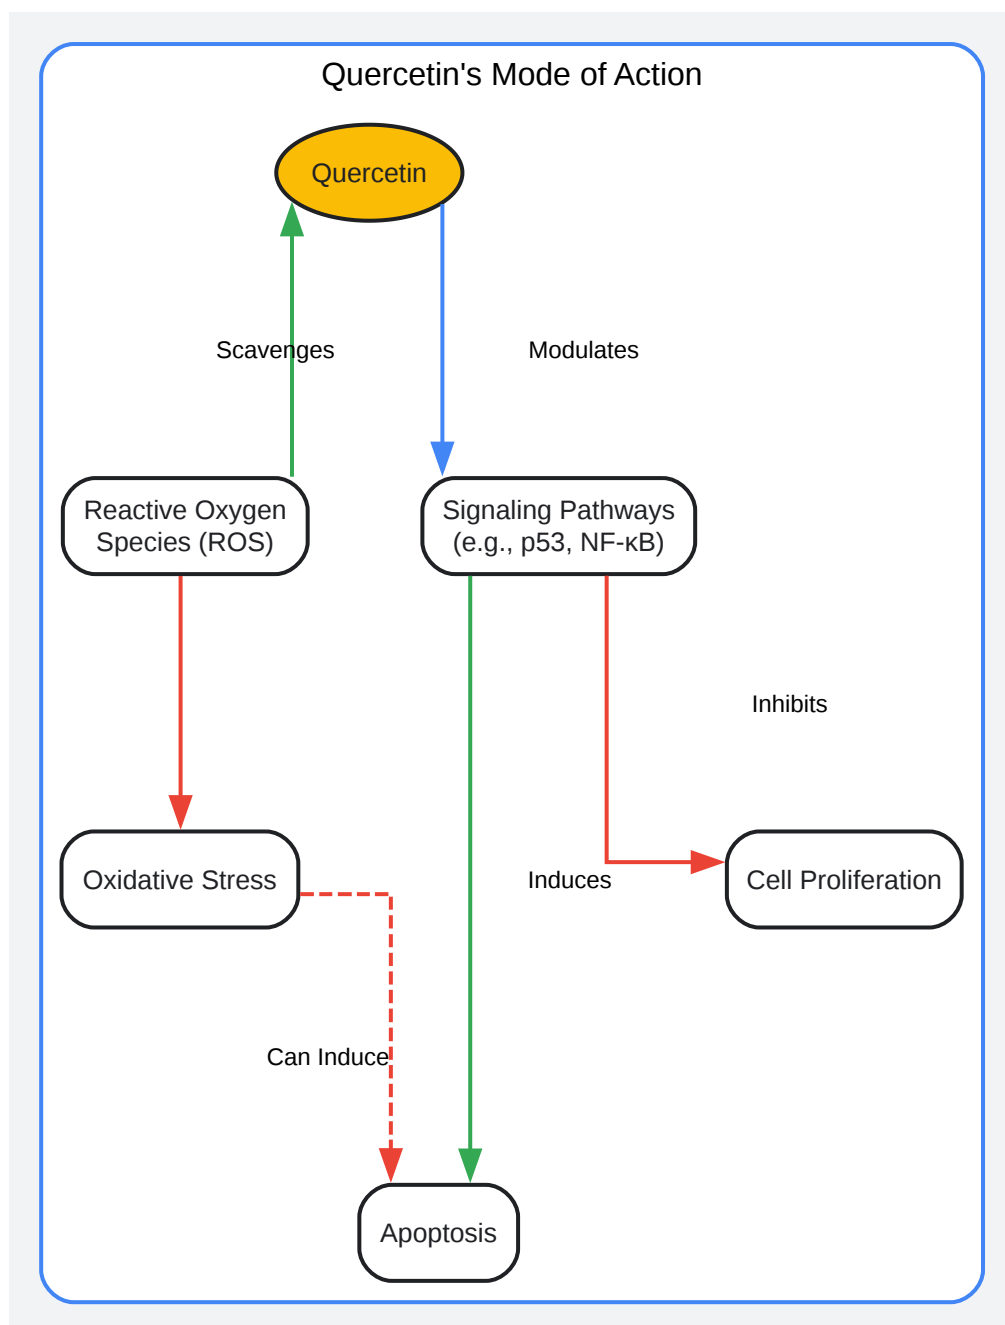 Quercetin's Mode of Action
Quercetin
Scavenges
Modulates
Reactive Oxygen
Species (ROS)
Signaling Pathways
(e.g., p53, NF-κB)
Inhibits
Oxidative Stress
Induces
Cell Proliferation
Can Induce
Apoptosis